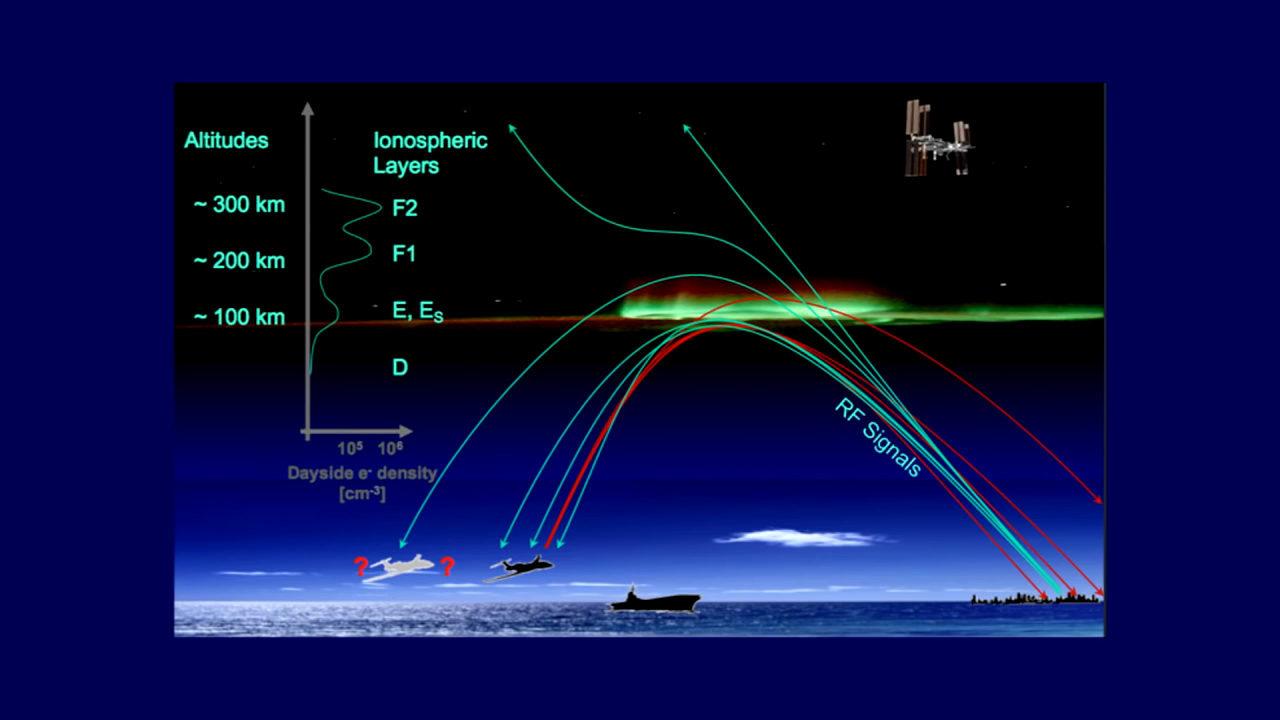 Altitudes
Ionospheric
Layers
~ 300 km
F2
~ 200 km
F1
~ 100 km
E, Eₛ
D
10⁵ 10⁶
Dayside e⁻ density
[cm⁻³]
RF Signals
? ?